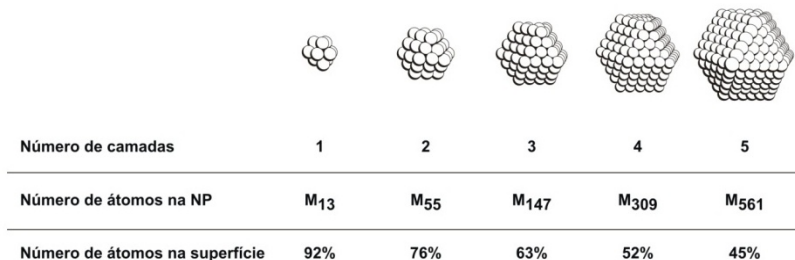 Número de camadas 1 2 3 4 5
Número de átomos na NP M13 M55 M147 M309 M561
Número de átomos na superfície 92% 76% 63% 52% 45%